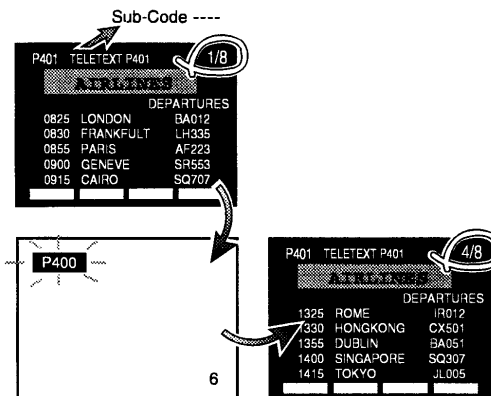 Sub-Code ----
P401 TELETEXT P401 1/8
AIRLINES
DEPARTURES
0825 LONDON BA012
0830 FRANKFULT LH335
0855 PARIS AF223
0900 GENEVE SR553
0915 CAIRO SQ707
P400
6
P401 TELETEXT P401 4/8
AIRLINES
DEPARTURES
1325 ROME IR012
1330 HONGKONG CX501
1355 DUBLIN BA051
1400 SINGAPORE SQ307
1415 TOKYO JL005